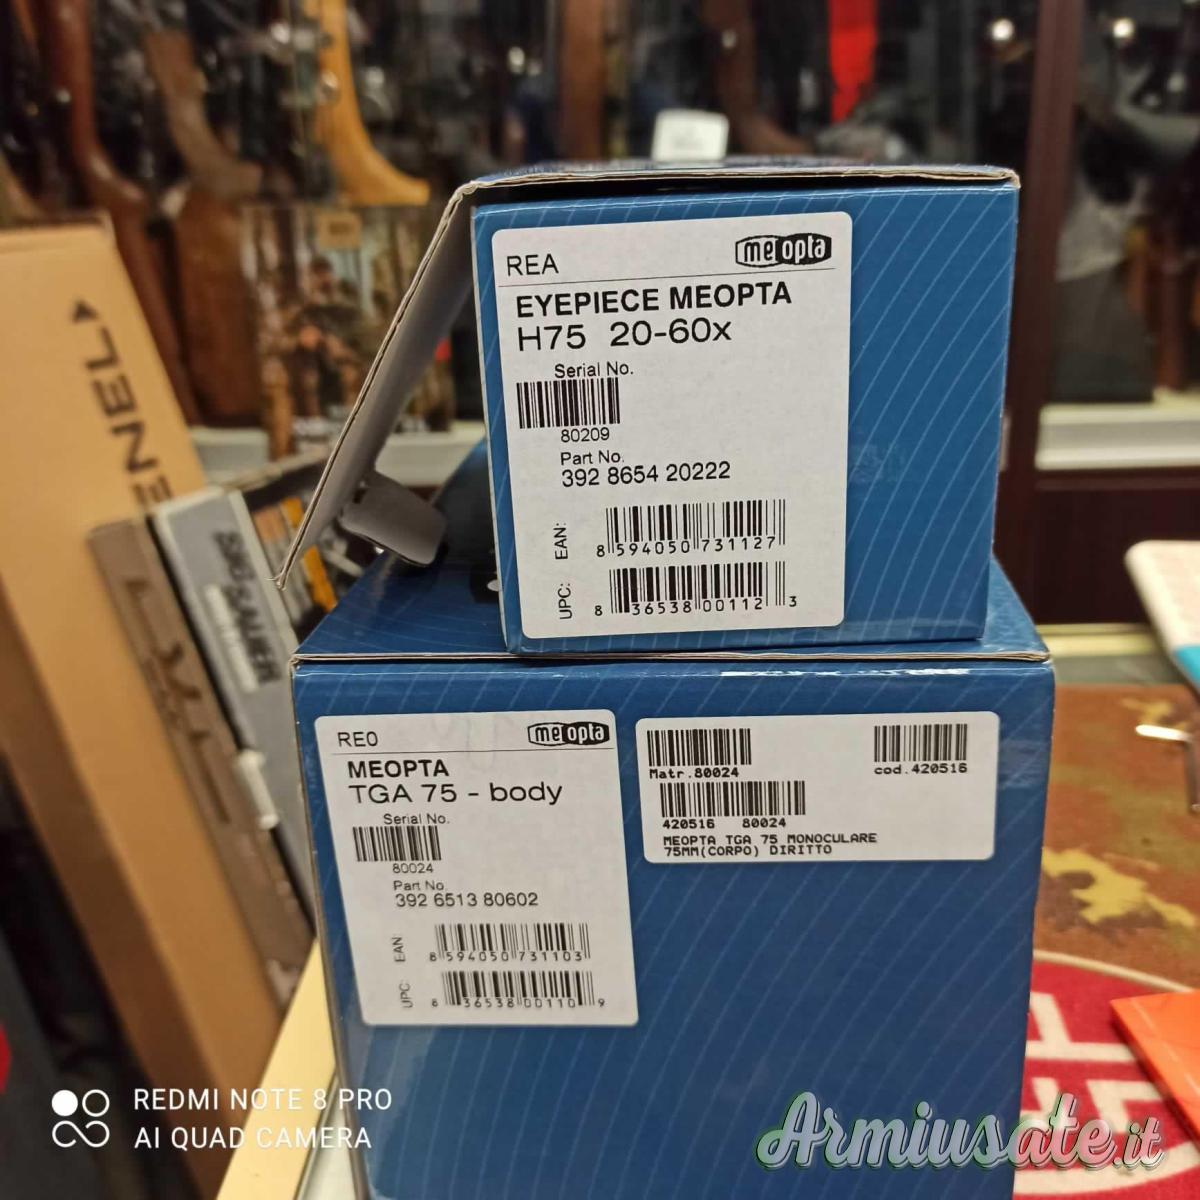 REA
meopta
EYEPIECE MEOPTA
H75 20-60x
Serial No.
80209
Part No.
392 8654 20222
EAN:
8 594050 731127
UPC:
8 36538 00112 3
RE0
meopta
MEOPTA
TGA 75 - body
Serial No.
80024
Part No.
392 6513 80602
EAN:
8 594050 731103
UPC:
8 36538 00110 9
Matr.80024
cod.420516
420516 80024
MEOPTA TGA 75 MONOCULARE
75MM(CORPO) DIRITTO
SIG SAUER
REDMI NOTE 8 PRO
AI QUAD CAMERA
Armiusate.it